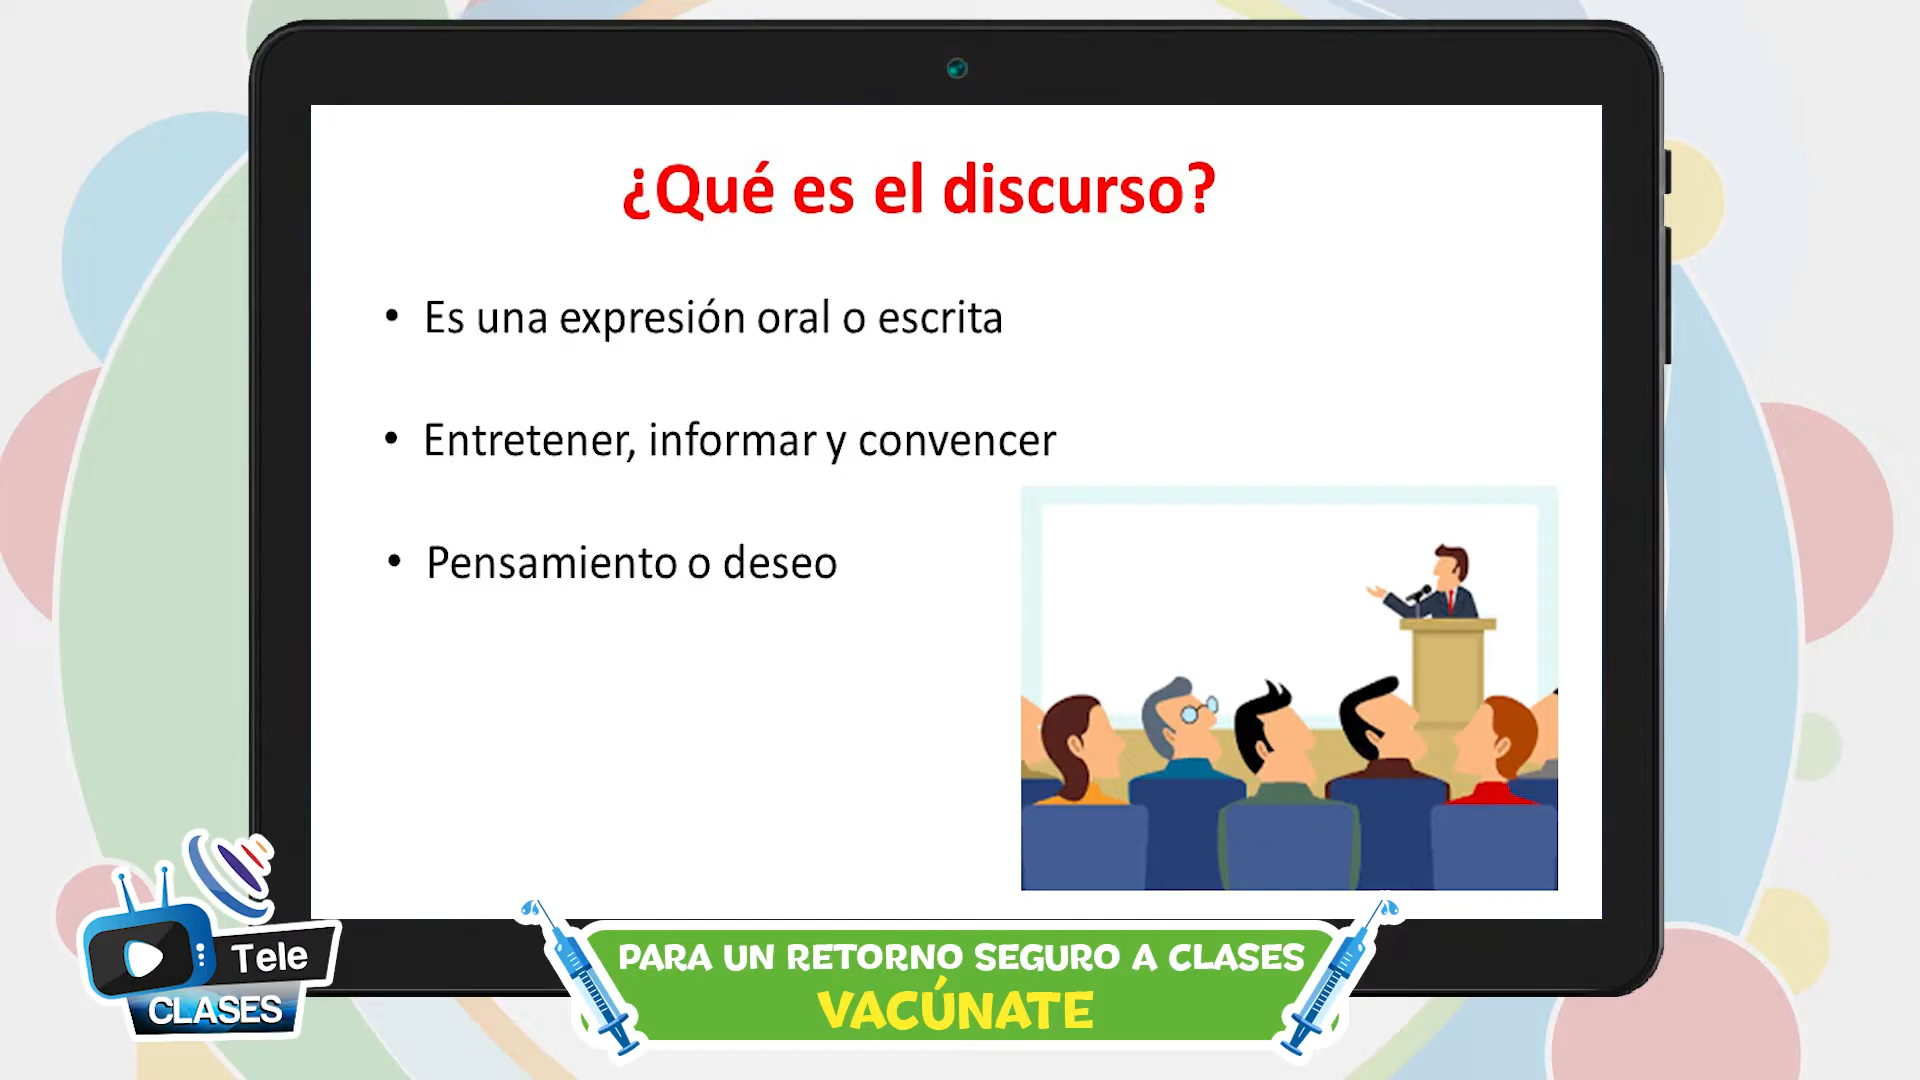 ¿Qué es el discurso?
• Es una expresión oral o escrita
• Entretener, informar y convencer
• Pensamiento o deseo
Tele
CLASES
PARA UN RETORNO SEGURO A CLASES
VACÚNATE